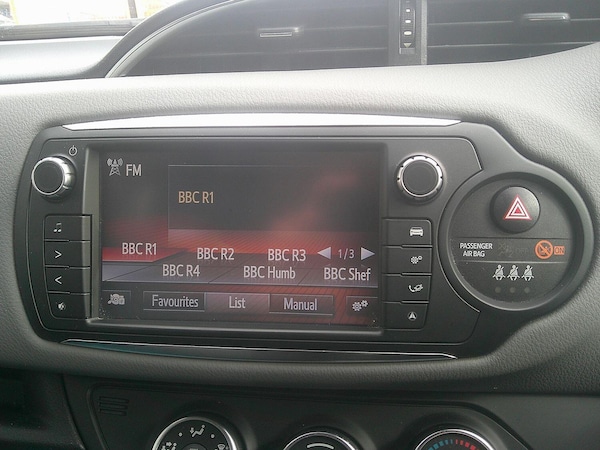 FM
BBC R1
BBC R1 BBC R2 BBC R3 1/3
BBC R4 BBC Humb BBC Shef
Favourites List Manual
PASSENGER
AIR BAG
ON